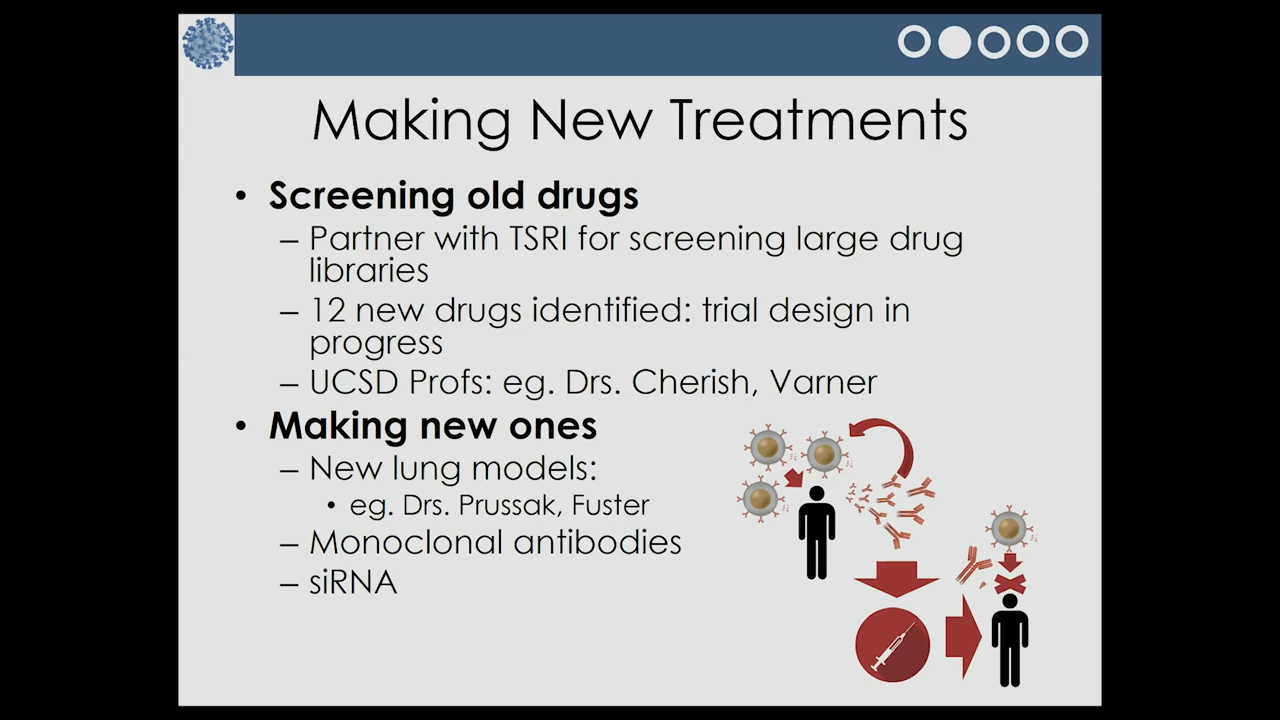 Making New Treatments
• Screening old drugs
– Partner with TSRI for screening large drug
libraries
– 12 new drugs identified: trial design in
progress
– UCSD Profs: eg. Drs. Cherish, Varner
• Making new ones
– New lung models:
• eg. Drs. Prussak, Fuster
– Monoclonal antibodies
– siRNA